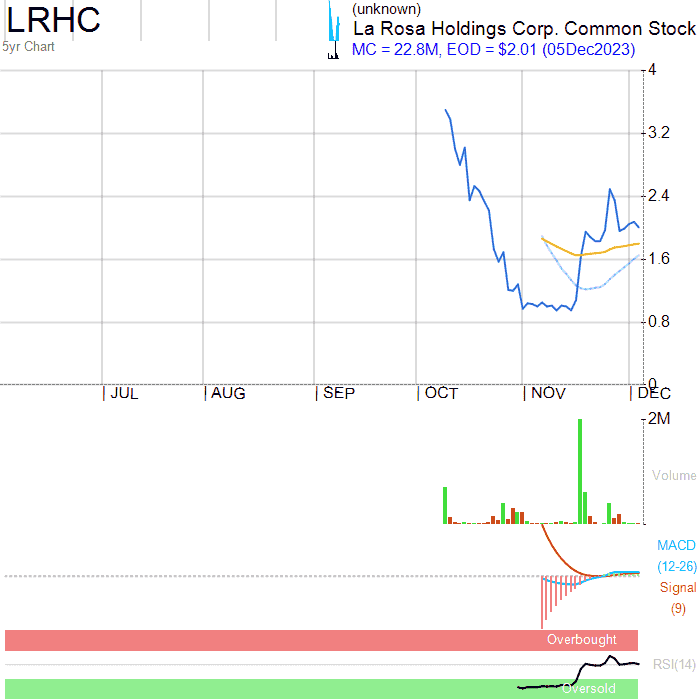 LRHC
5yr Chart
(unknown)
La Rosa Holdings Corp. Common Stock
MC = 22.8M, EOD = $2.01 (05Dec2023)
4
3.2
2.4
1.6
0.8
0
JUL AUG SEP OCT NOV DEC
2M
Volume
MACD
(12-26)
Signal
(9)
Overbought
RSI(14)
Oversold